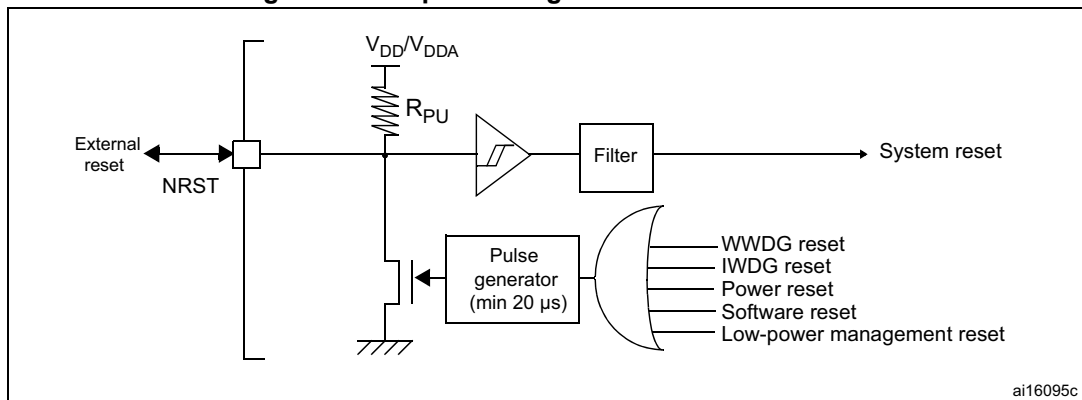 V_DD/V_DDA
R_PU
External
reset
NRST
Filter
System reset
Pulse
generator
(min 20 μs)
WWDG reset
IWDG reset
Power reset
Software reset
Low-power management reset
ai16095c